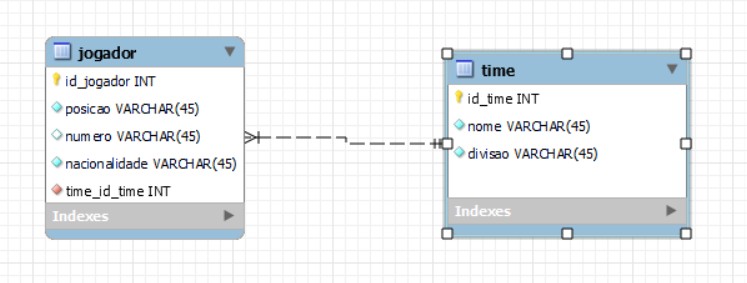 jogador
id_jogador INT
posicao VARCHAR(45)
numero VARCHAR(45)
nacionalidade VARCHAR(45)
time_id_time INT
Indexes
time
id_time INT
nome VARCHAR(45)
divisao VARCHAR(45)
Indexes